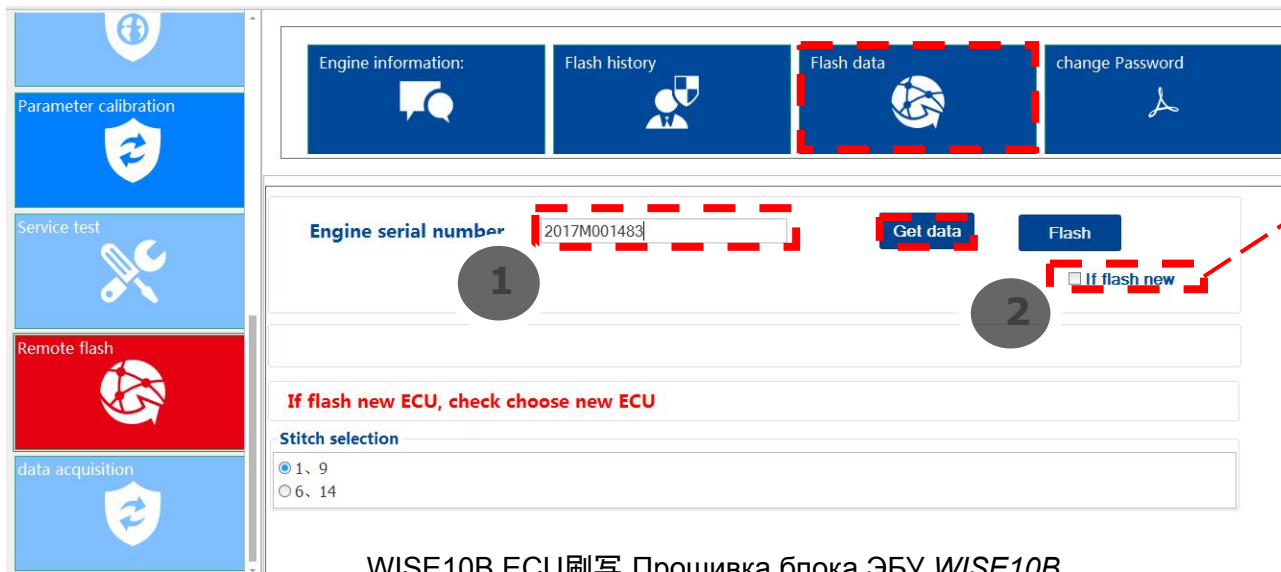 Parameter calibration
Service test
Remote flash
data acquisition
Engine information:
Flash history
Flash data
change Password
Engine serial number
2017M001483
Get data
Flash
If flash new
1
2
If flash new ECU, check choose new ECU
Stitch selection
1、9
6、14
WISE10B ECU刷写 Прошивка блока ЭБУ WISE10B